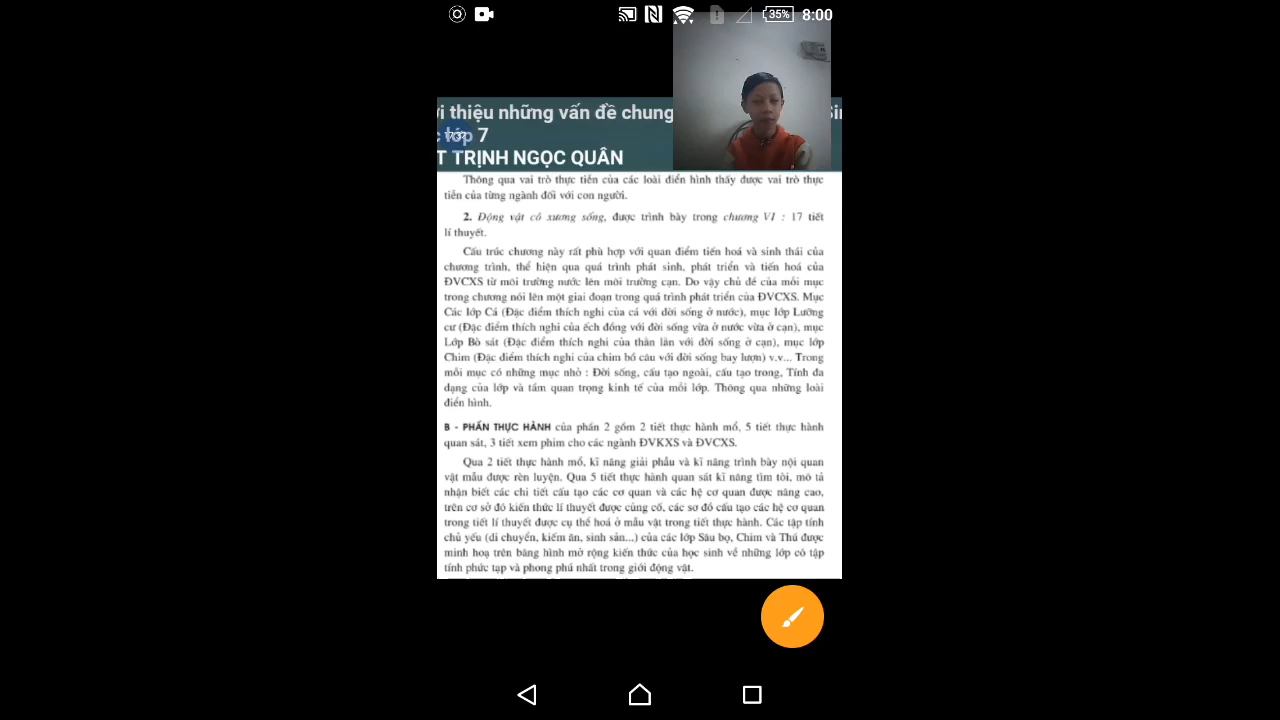 35% 8:00
ới thiệu những vấn đề chung
c lớp 7
T TRỊNH NGỌC QUÂN
Thông qua vai trò thực tiễn của các loài điển hình thấy được vai trò thực
tiễn của từng ngành đối với con người.
2. Động vật có xương sống, được trình bày trong chương VI : 17 tiết
lí thuyết.
Cấu trúc chương này rất phù hợp với quan điểm tiến hoá và sinh thái của
chương trình, thể hiện qua quá trình phát sinh, phát triển và tiến hoá của
ĐVCXS từ môi trường nước lên môi trường cạn. Do vậy chủ đề của mỗi mục
trong chương nói lên một giai đoạn trong quá trình phát triển của ĐVCXS. Mục
Các lớp Cá (Đặc điểm thích nghi của cá với đời sống ở nước), mục lớp Lưỡng
cư (Đặc điểm thích nghi của ếch đồng với đời sống vừa ở nước vừa ở cạn), mục
Lớp Bò sát (Đặc điểm thích nghi của thằn lằn với đời sống ở cạn), mục lớp
Chim (Đặc điểm thích nghi của chim bồ câu với đời sống bay lượn) v.v... Trong
mỗi mục có những mục nhỏ : Đời sống, cấu tạo ngoài, cấu tạo trong, Tính đa
dạng của lớp và tầm quan trọng kinh tế của mỗi lớp. Thông qua những loài
điển hình.
B - PHẦN THỰC HÀNH của phần 2 gồm 2 tiết thực hành mổ, 5 tiết thực hành
quan sát, 3 tiết xem phim cho các ngành ĐVKXS và ĐVCXS.
Qua 2 tiết thực hành mổ, kĩ năng giải phẫu và kĩ năng trình bày nội quan
vật mẫu được rèn luyện. Qua 5 tiết thực hành quan sát kĩ năng tìm tòi, mô tả
nhận biết các chi tiết cấu tạo các cơ quan và các hệ cơ quan được nâng cao,
trên cơ sở đó kiến thức lí thuyết được củng cố, các sơ đồ cấu tạo các hệ cơ quan
trong tiết lí thuyết được cụ thể hoá ở mẫu vật trong tiết thực hành. Các tập tính
chủ yếu (di chuyển, kiếm ăn, sinh sản...) của các lớp Sâu bọ, Chim và Thú được
minh hoạ trên băng hình mở rộng kiến thức của học sinh về những lớp có tập
tính phức tạp và phong phú nhất trong giới động vật.